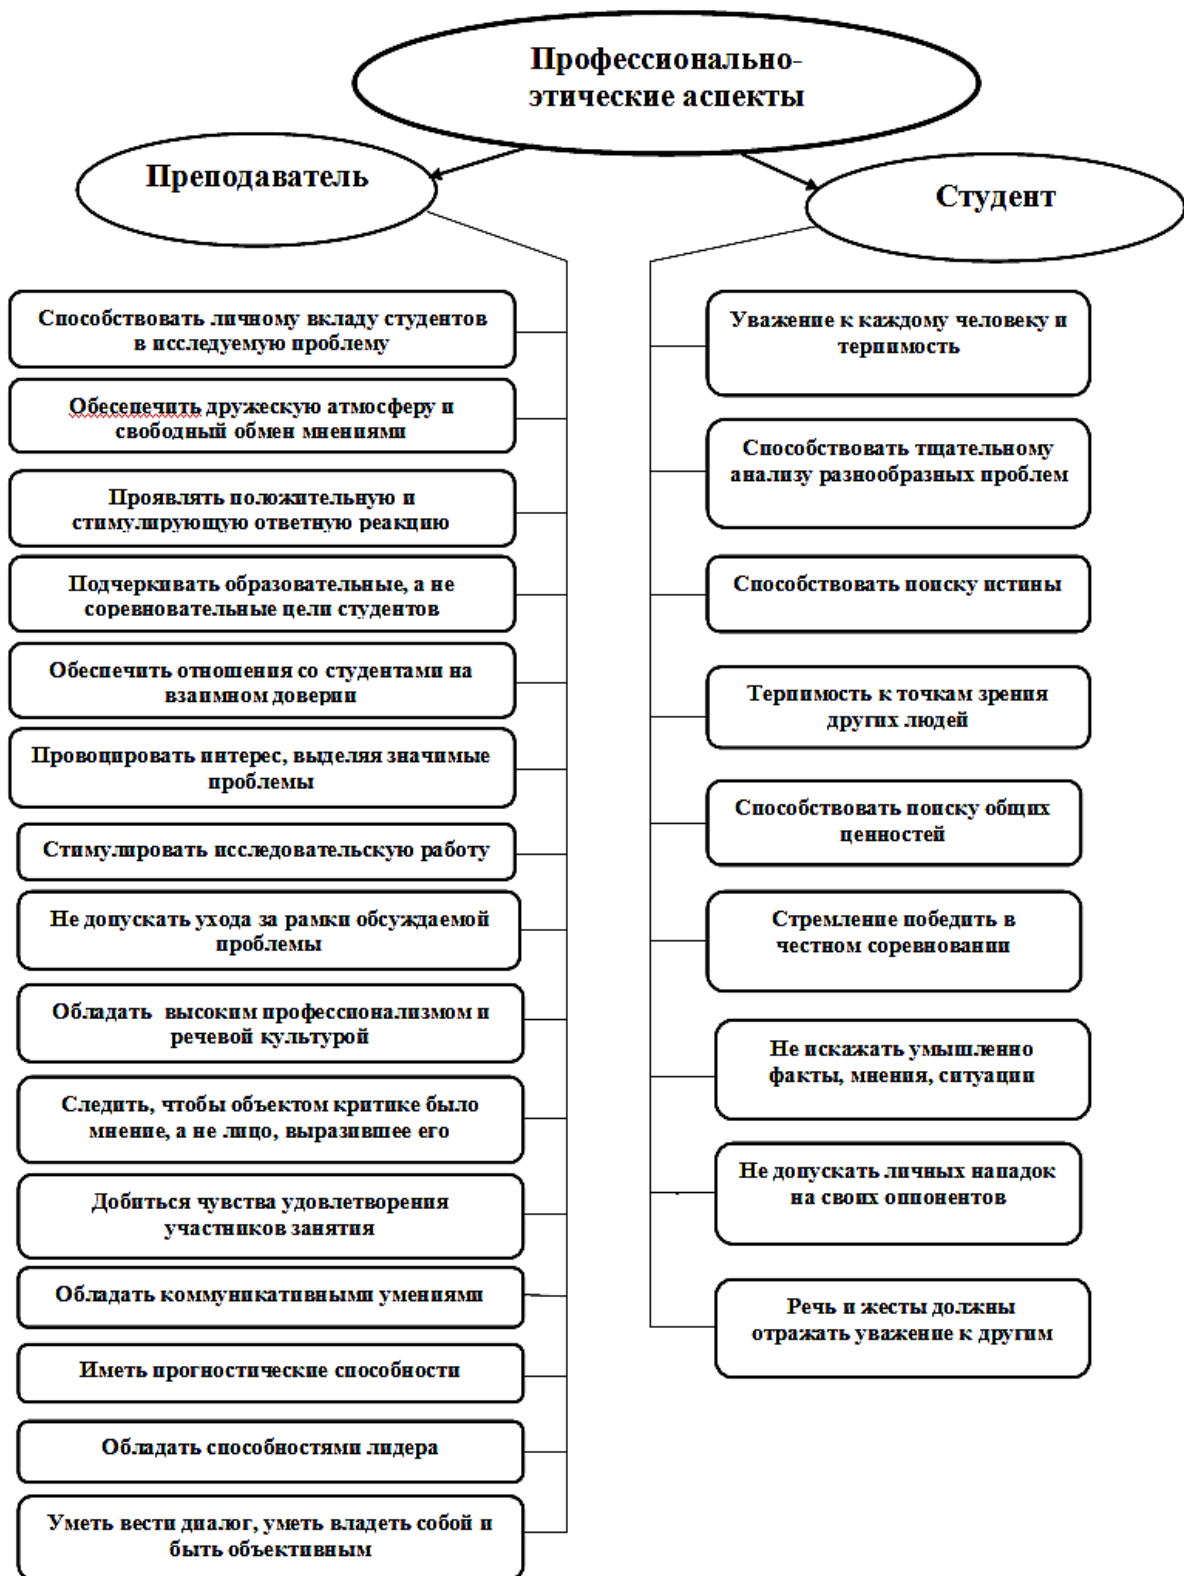 Профессионально-
этические аспекты
Преподаватель
Студент
Способствовать личному вкладу студентов
в исследуемую проблему
Обесепечить дружескую атмосферу и
свободный обмен мнениями
Проявлять положительную и
стимулирующую ответную реакцию
Подчеркивать образовательные, а не
соревновательные цели студентов
Обеспечить отношения со студентами на
взаимном доверии
Провоцировать интерес, выделяя значимые
проблемы
Стимулировать исследовательскую работу
Не допускать ухода за рамки обсуждаемой
проблемы
Обладать  высоким профессионализмом и
речевой культурой
Следить, чтобы объектом критике было
мнение, а не лицо, выразившее его
Добиться чувства удовлетворения
участников занятия
Обладать коммуникативными умениями
Иметь прогностические способности
Обладать способностями лидера
Уметь вести диалог, уметь владеть собой и
быть объективным
Уважение к каждому человеку и
терпимость
Способствовать тщательному
анализу разнообразных проблем
Способствовать поиску истины
Терпимость к точкам зрения
других людей
Способствовать поиску общих
ценностей
Стремление победить в
честном соревновании
Не искажать умышленно
факты, мнения, ситуации
Не допускать личных нападок
на своих оппонентов
Речь и жесты должны
отражать уважение к другим